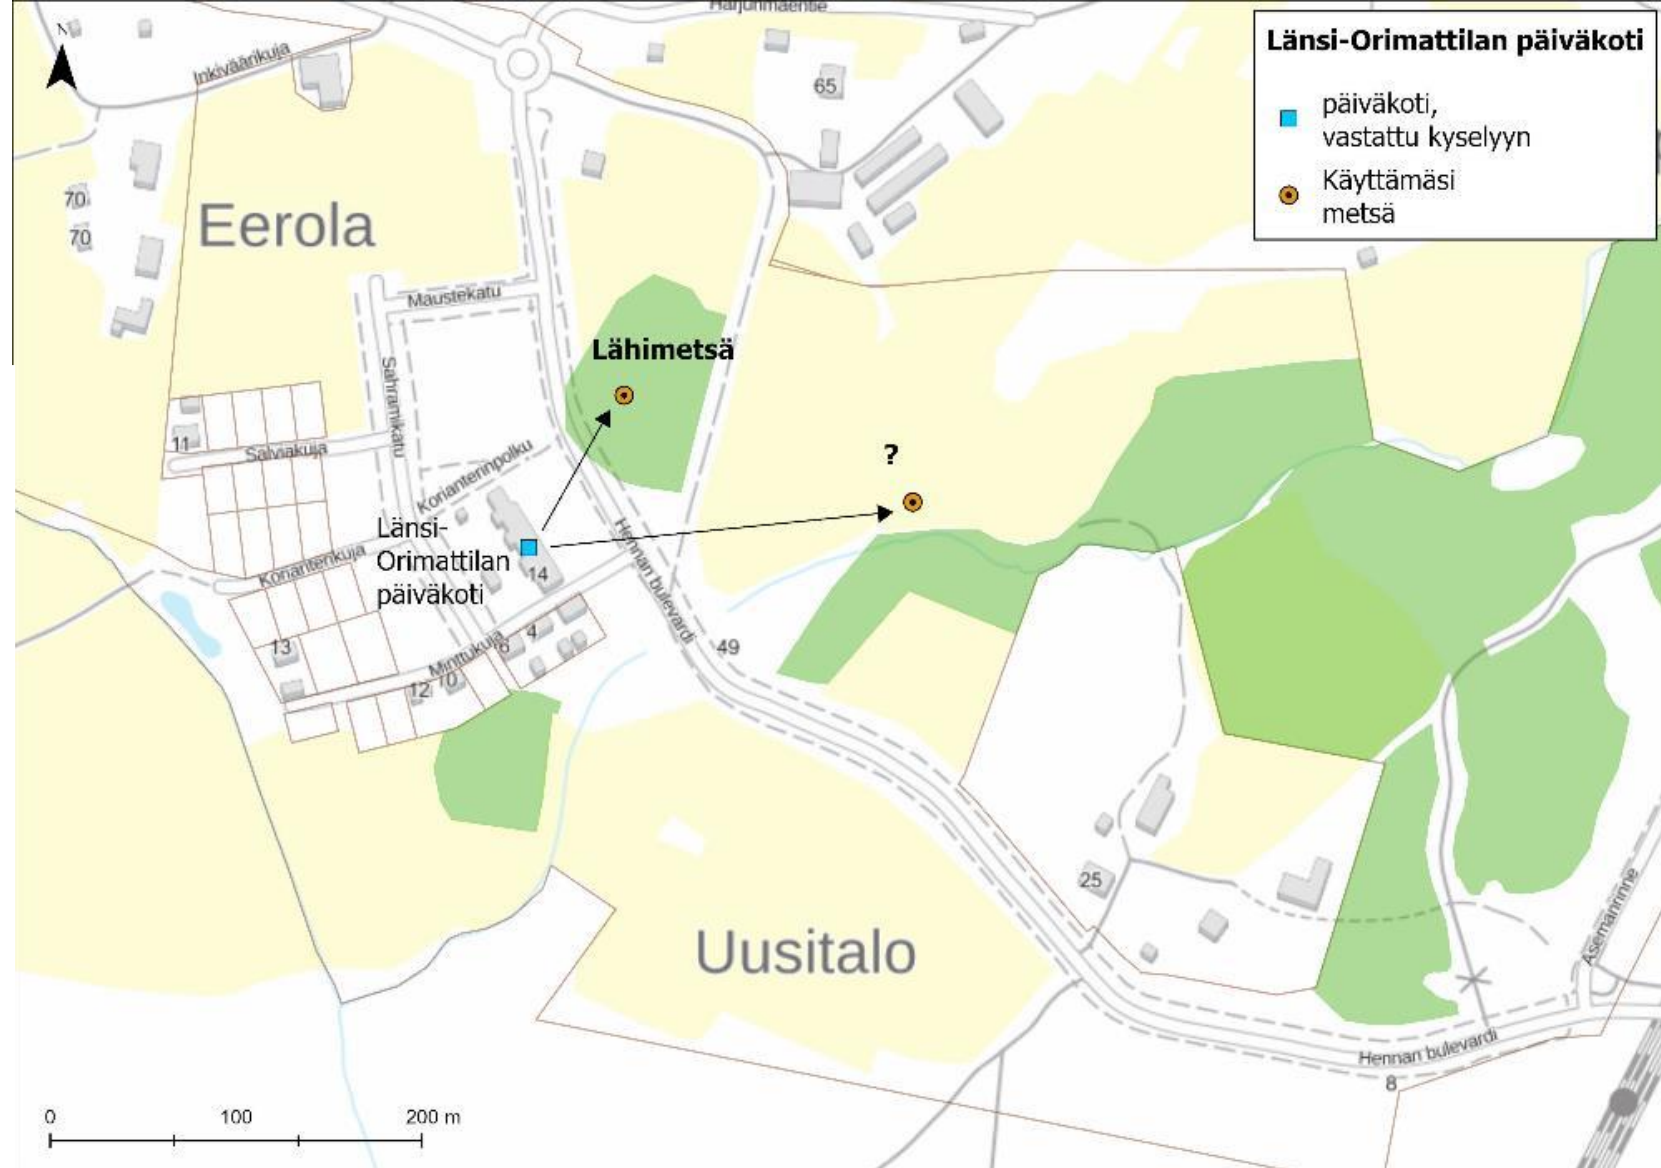 Harjunmäentie
N
Inkiväärikuja
65
Länsi-Orimattilan päiväkoti
päiväkoti,
vastattu kyselyyn
Käyttämäsi
metsä
70
70
Eerola
Maustekatu
Lähimetsä
Sahramikatu
11
Salviakuja
Korianterinpolku
?
Länsi-
Orimattilan
päiväkoti
Korianterikuja
14
Hennan bulevardi
49
13
Minttukuja
6
4
12
10
25
Uusitalo
Asemanrinne
Hennan bulevardi
8
0
100
200 m